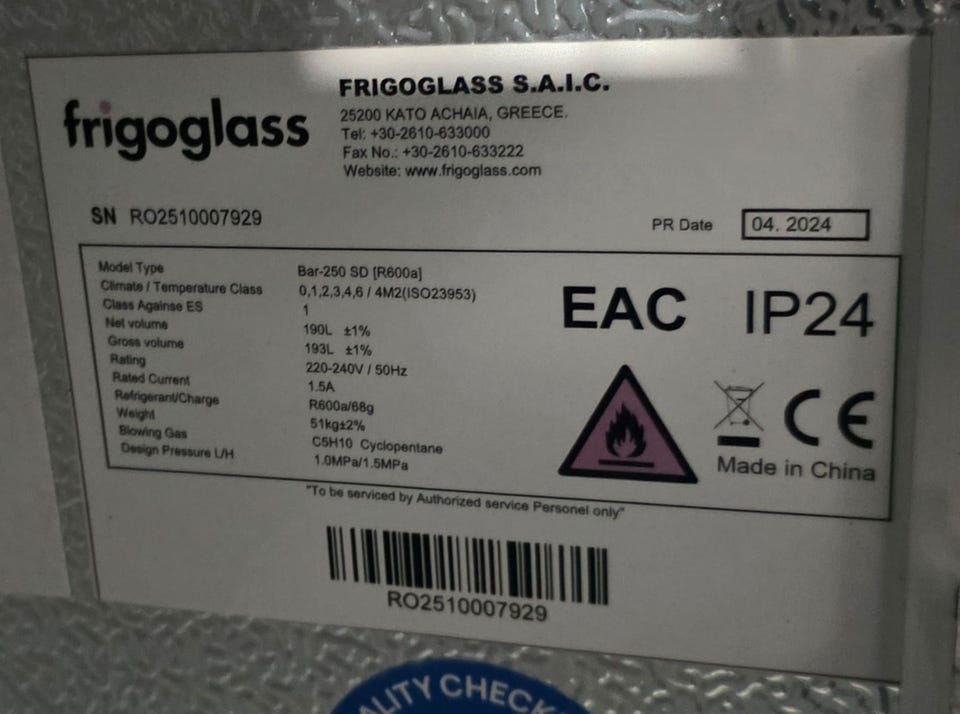 frigoglass
FRIGOGLASS S.A.I.C.
25200 KATO ACHAIA, GREECE.
Tel: +30-2610-633000
Fax No.: +30-2610-633222
Website: www.frigoglass.com
SN RO2510007929
PR Date 04. 2024
Model Type Bar-250 SD [R600a]
Climate / Temperature Class 0,1,2,3,4,6 / 4M2(ISO23953)
Class Againse ES 1
Net volume 190L ±1%
Gross volume 193L ±1%
Rating 220-240V / 50Hz
Rated Current 1.5A
Refrigerant/Charge R600a/68g
Weight 51kg±2%
Blowing Gas C5H10 Cyclopentane
Design Pressure L/H 1.0MPa/1.5MPa
EAC IP24
CE
Made in China
"To be serviced by Authorized service Personel only"
RO2510007929